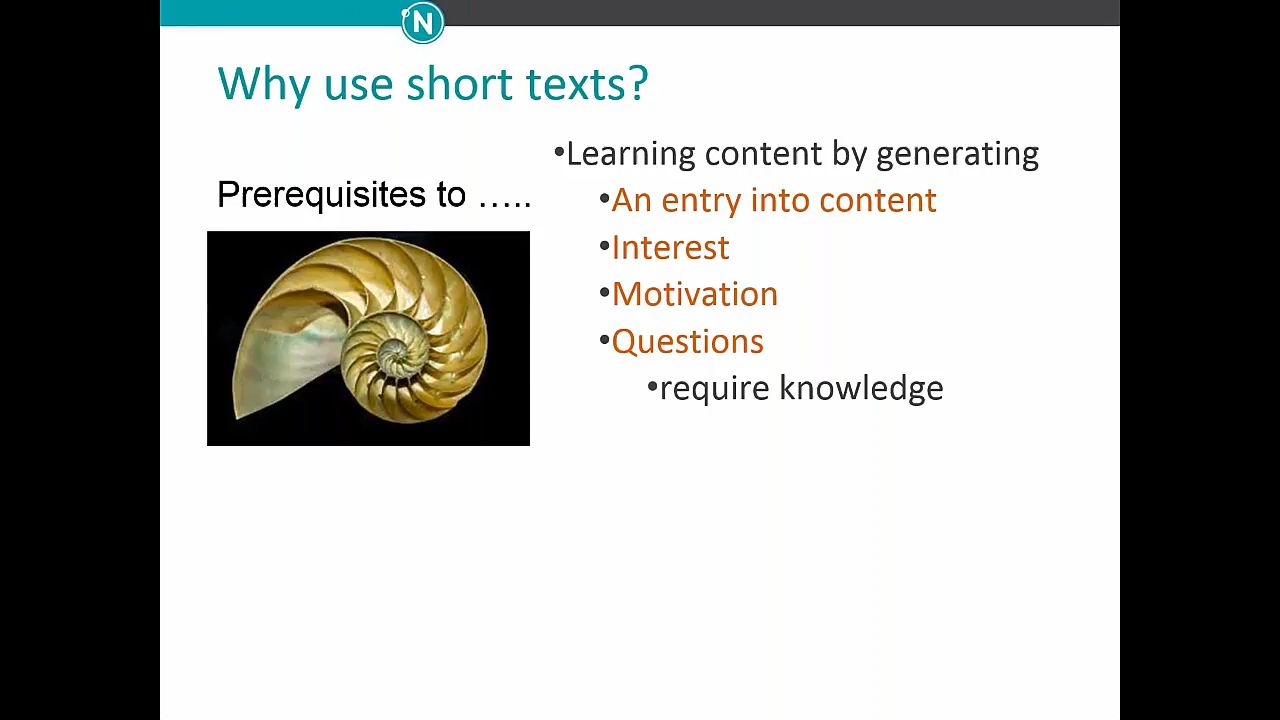 N
Why use short texts?
Prerequisites to …..
•Learning content by generating
•An entry into content
•Interest
•Motivation
•Questions
•require knowledge